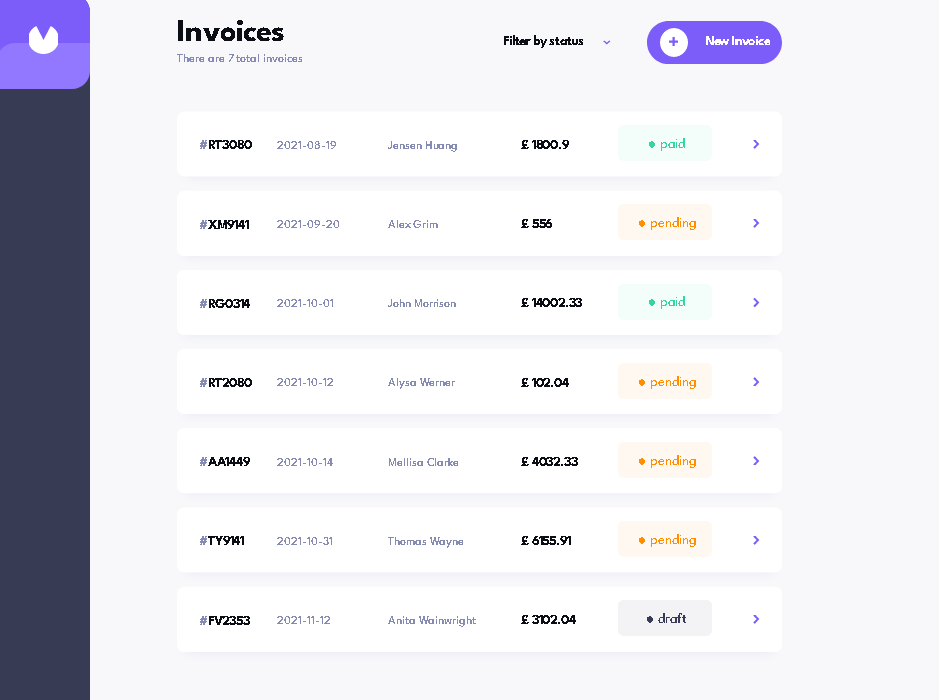 Invoices
Filter by status
+ New Invoice
There are 7 total invoices
#RT3080 2021-08-19 Jensen Huang £ 1800.9 paid
#XM9141 2021-09-20 Alex Grim £ 556 pending
#RG0314 2021-10-01 John Morrison £ 14002.33 paid
#RT2080 2021-10-12 Alysa Werner £ 102.04 pending
#AA1449 2021-10-14 Mellisa Clarke £ 4032.33 pending
#TY9141 2021-10-31 Thomas Wayne £ 6155.91 pending
#FV2353 2021-11-12 Anita Wainwright £ 3102.04 draft